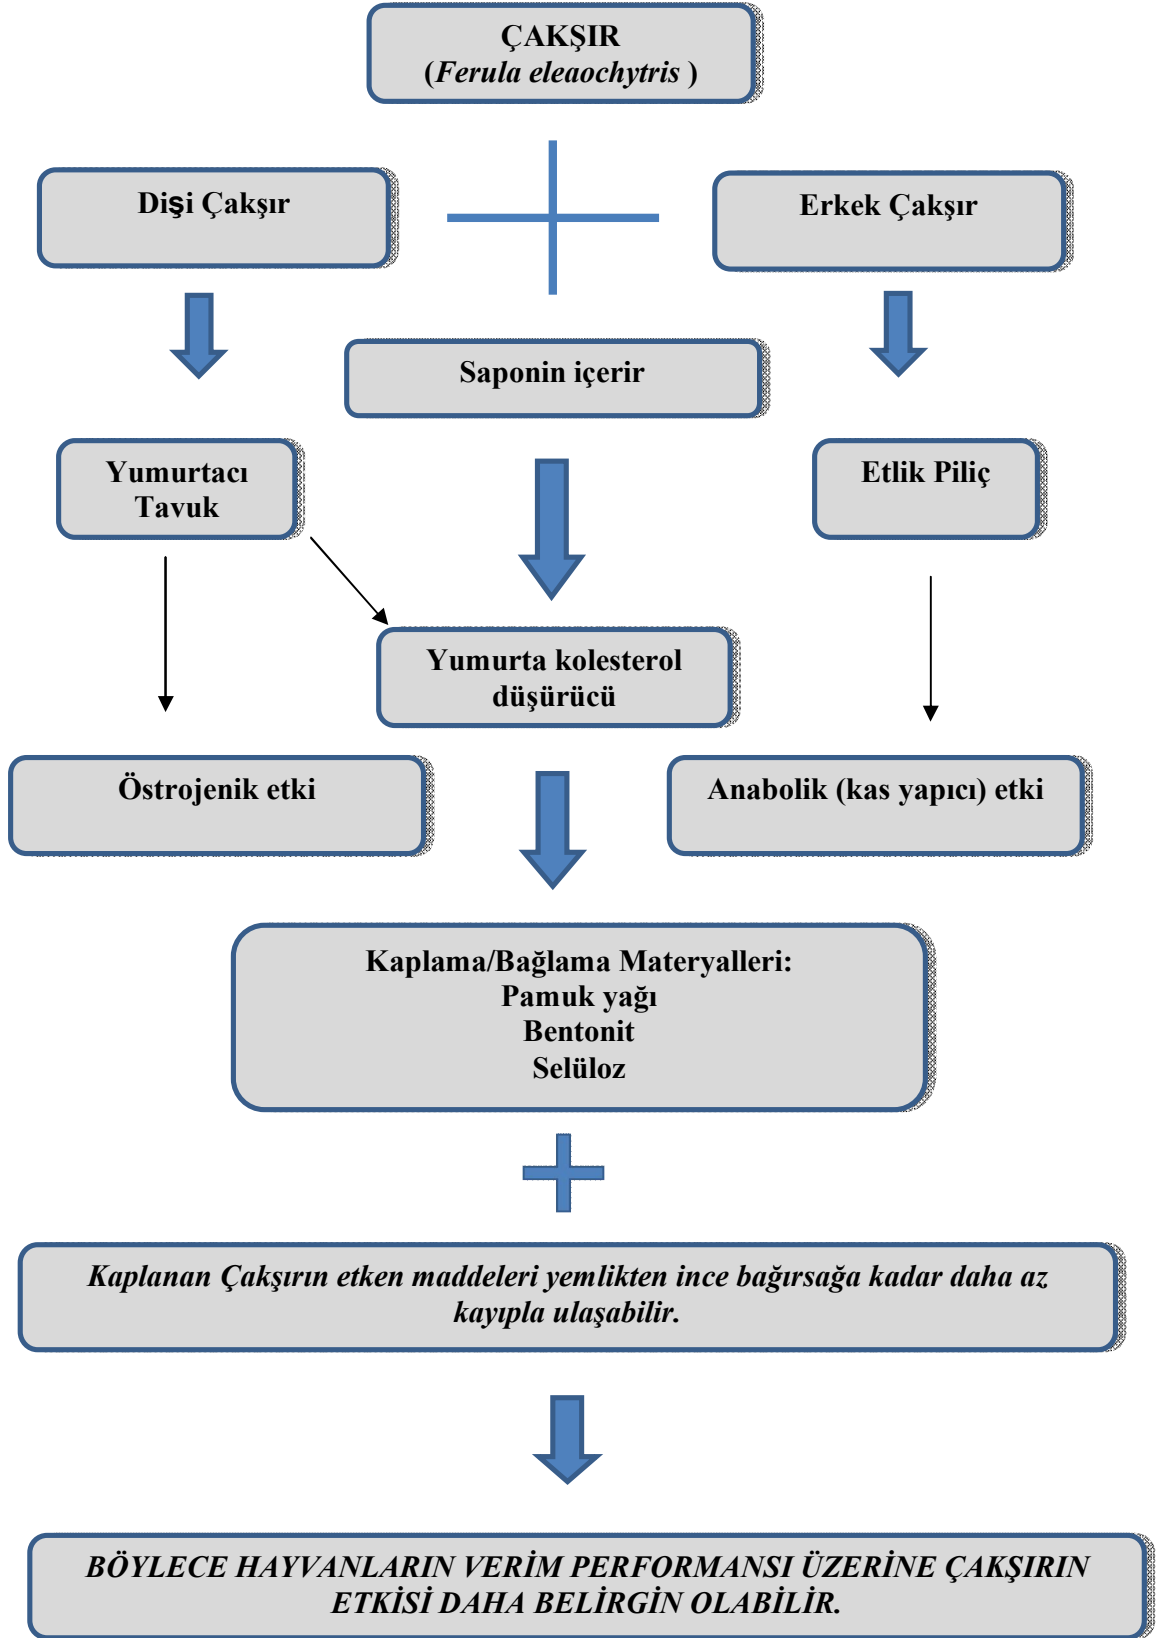 ÇAKŞIR
(Ferula eleaochytris )
Dişi Çakşır
Erkek Çakşır
Saponin içerir
Yumurtacı
Tavuk
Etlik Piliç
Yumurta kolesterol
düşürücü
Östrojenik etki
Anabolik (kas yapıcı) etki
Kaplama/Bağlama Materyalleri:
Pamuk yağı
Bentonit
Selüloz
Kaplanan Çakşırın etken maddeleri yemlikten ince bağırsağa kadar daha az
kayıpla ulaşabilir.
BÖYLECE HAYVANLARIN VERİM PERFORMANSI ÜZERİNE ÇAKŞIRIN
ETKİSİ DAHA BELİRGİN OLABİLİR.